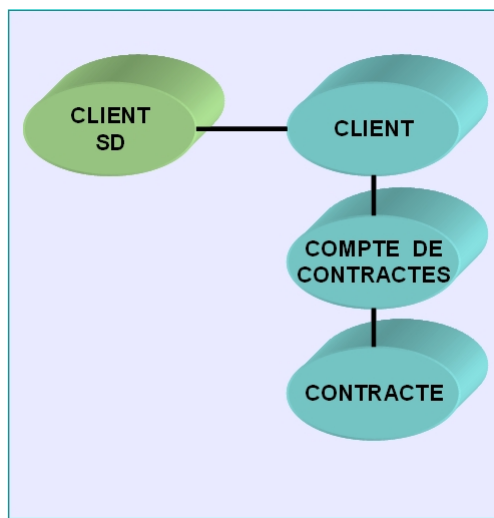 CLIENT
SD
CLIENT
COMPTE DE
CONTRACTES
CONTRACTE